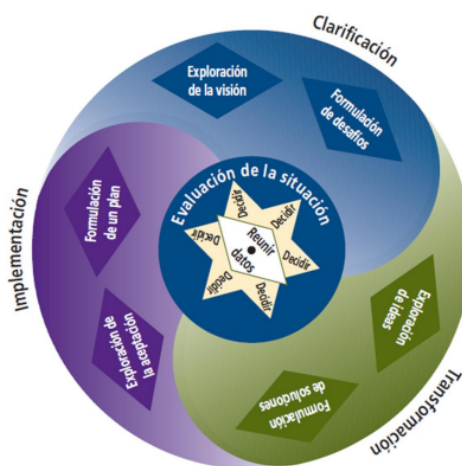 Clarificación
Exploración
de la visión
Formulación
de desafíos
Evaluación de la situación
Decidir
Decidir
Decidir
Decidir
Decidir
Decidir
Reunir
datos
Implementación
Formulación
de un plan
Exploración de
la aceptación
Exploración
de ideas
Formulación
de soluciones
Transformación